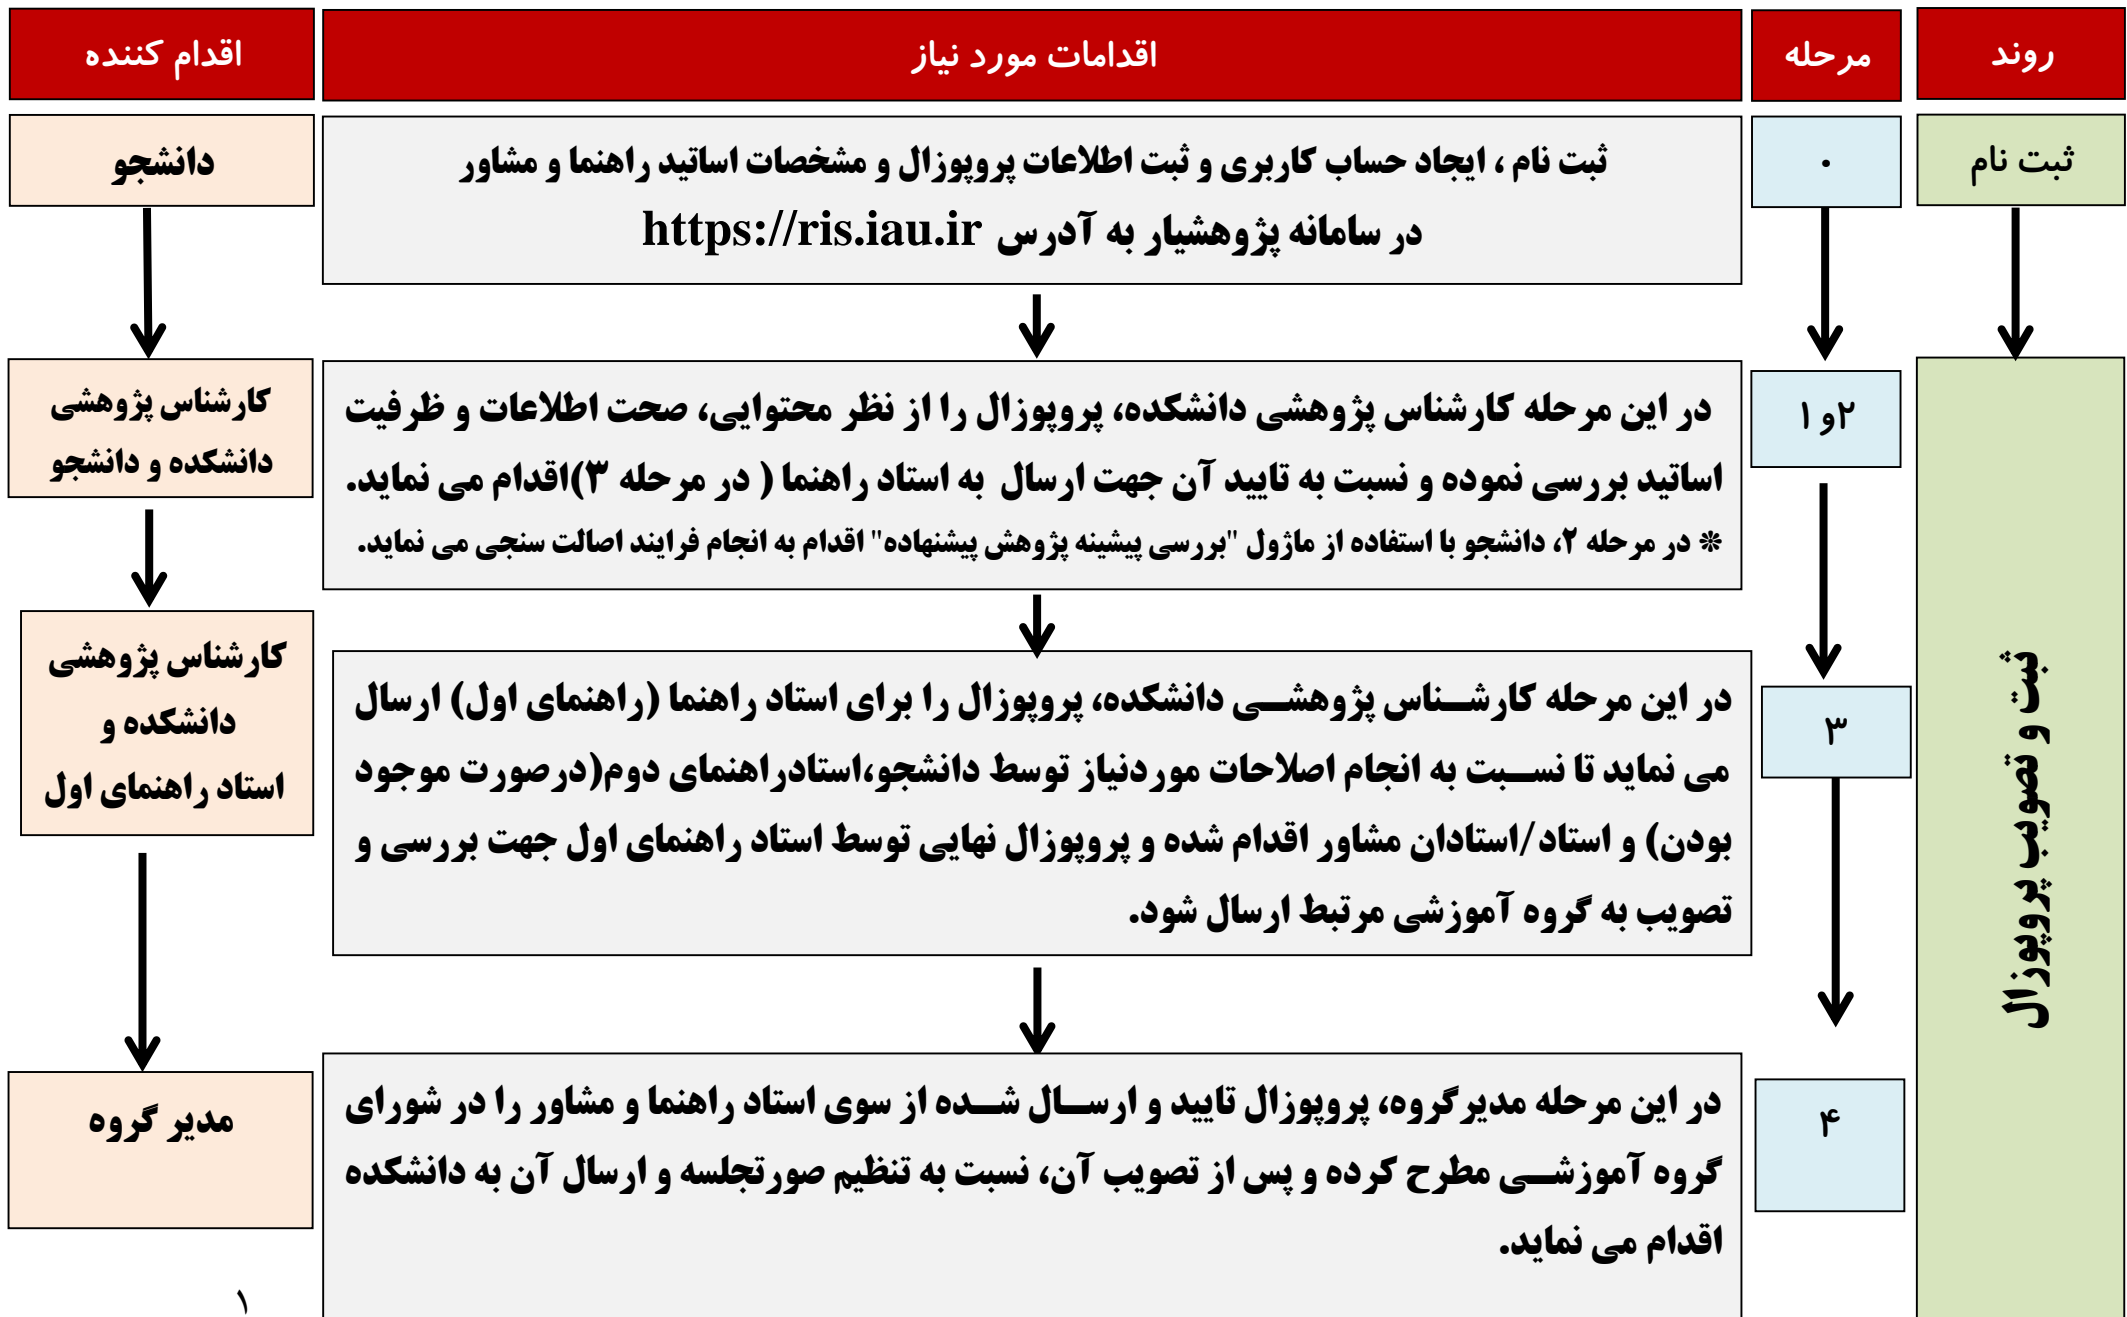 روند
مرحله
اقدامات مورد نیاز
اقدام کننده
ثبت نام
۰
ثبت نام ، ایجاد حساب کاربری و ثبت اطلاعات پروپوزال و مشخصات اساتید راهنما و مشاور
در سامانه پژوهشیار به آدرس https://ris.iau.ir
دانشجو
ثبت و تصویب پروپوزال
۱ و۲
در این مرحله کارشناس پژوهشی دانشکده، پروپوزال را از نظر محتوایی، صحت اطلاعات و ظرفیت
اساتید بررسی نموده و نسبت به تایید آن جهت ارسال به استاد راهنما ( در مرحله ۳)اقدام می نماید.
* در مرحله ۲، دانشجو با استفاده از ماژول "بررسی پیشینه پژوهش پیشنهاده" اقدام به انجام فرایند اصالت سنجی می نماید.
کارشناس پژوهشی
دانشکده و دانشجو
۳
در این مرحله کارشــناس پژوهشــی دانشکده، پروپوزال را برای استاد راهنما (راهنمای اول) ارسال
می نماید تا نســبت به انجام اصلاحات موردنیاز توسط دانشجو،استادراهنمای دوم(درصورت موجود
بودن) و استاد /استادان مشاور اقدام شده و پروپوزال نهایی توسط استاد راهنمای اول جهت بررسی و
تصویب به گروه آموزشی مرتبط ارسال شود.
کارشناس پژوهشی
دانشکده و
استاد راهنمای اول
۴
در این مرحله مدیرگروه، پروپوزال تایید و ارســال شــده از سوی استاد راهنما و مشاور را در شورای
گروه آموزشــی مطرح کرده و پس از تصویب آن، نسبت به تنظیم صورتجلسه و ارسال آن به دانشکده
اقدام می نماید.
مدیر گروه
۱